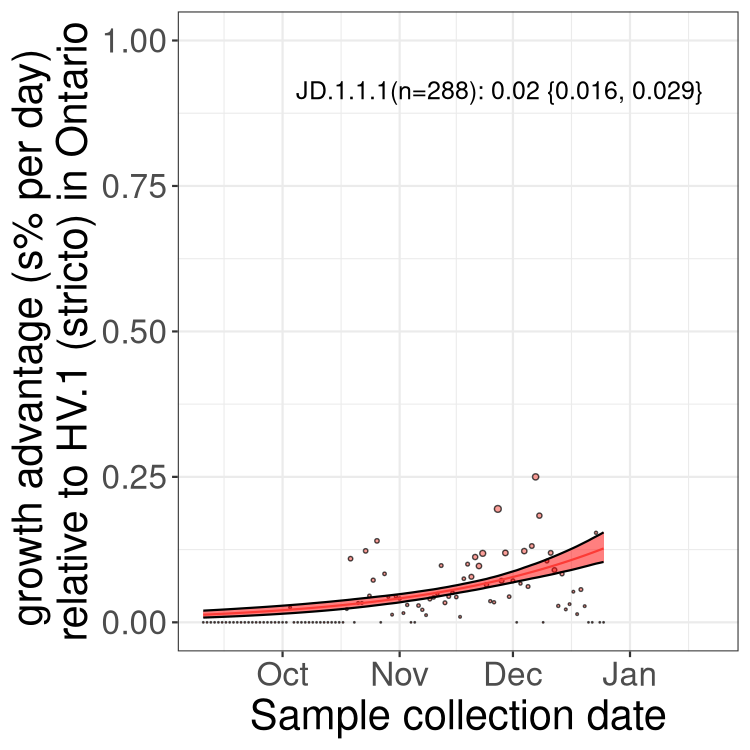 growth advantage (s% per day)
relative to HV.1 (stricto) in Ontario
1.00
0.75
0.50
0.25
0.00
JD.1.1.1(n=288): 0.02 {0.016, 0.029}
Oct Nov Dec Jan
Sample collection date